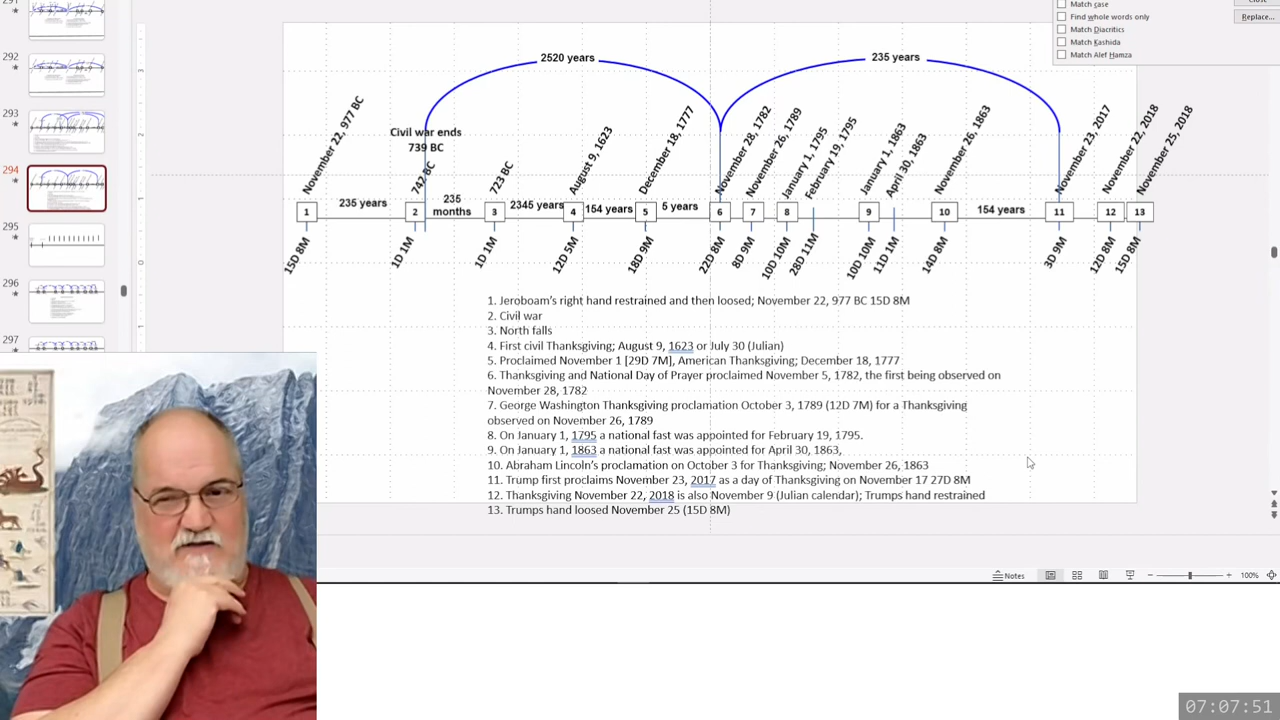 291
292
293
294
295
296
297
Match case
Find whole words only
Match Diacritics
Match Kashida
Match Alef Hamza
Replace...
2520 years
235 years
Civil war ends
739 BC
November 22, 977 BC
742 BC
723 BC
August 9, 1623
December 18, 1777
November 28, 1782
November 26, 1789
January 1, 1795
February 19, 1795
January 1, 1863
April 30, 1863
November 26, 1863
November 23, 2017
November 22, 2018
November 25, 2018
235 years
235
months
2345 years
154 years
5 years
154 years
1 2 3 4 5 6 7 8 9 10 11 12 13
15D 8M
1D 1M
1D 1M
12D 5M
18D 9M
22D 8M
8D 9M
10D 10M
28D 11M
10D 10M
11D 1M
14D 8M
3D 9M
12D 8M
15D 8M
1. Jeroboam's right hand restrained and then loosed; November 22, 977 BC 15D 8M
2. Civil war
3. North falls
4. First civil Thanksgiving; August 9, 1623 or July 30 (Julian)
5. Proclaimed November 1 [29D 7M], American Thanksgiving; December 18, 1777
6. Thanksgiving and National Day of Prayer proclaimed November 5, 1782, the first being observed on
November 28, 1782
7. George Washington Thanksgiving proclamation October 3, 1789 (12D 7M) for a Thanksgiving
observed on November 26, 1789
8. On January 1, 1795 a national fast was appointed for February 19, 1795.
9. On January 1, 1863 a national fast was appointed for April 30, 1863,
10. Abraham Lincoln's proclamation on October 3 for Thanksgiving; November 26, 1863
11. Trump first proclaims November 23, 2017 as a day of Thanksgiving on November 17 27D 8M
12. Thanksgiving November 22, 2018 is also November 9 (Julian calendar); Trumps hand restrained
13. Trumps hand loosed November 25 (15D 8M)
Notes
100%
07:07:51